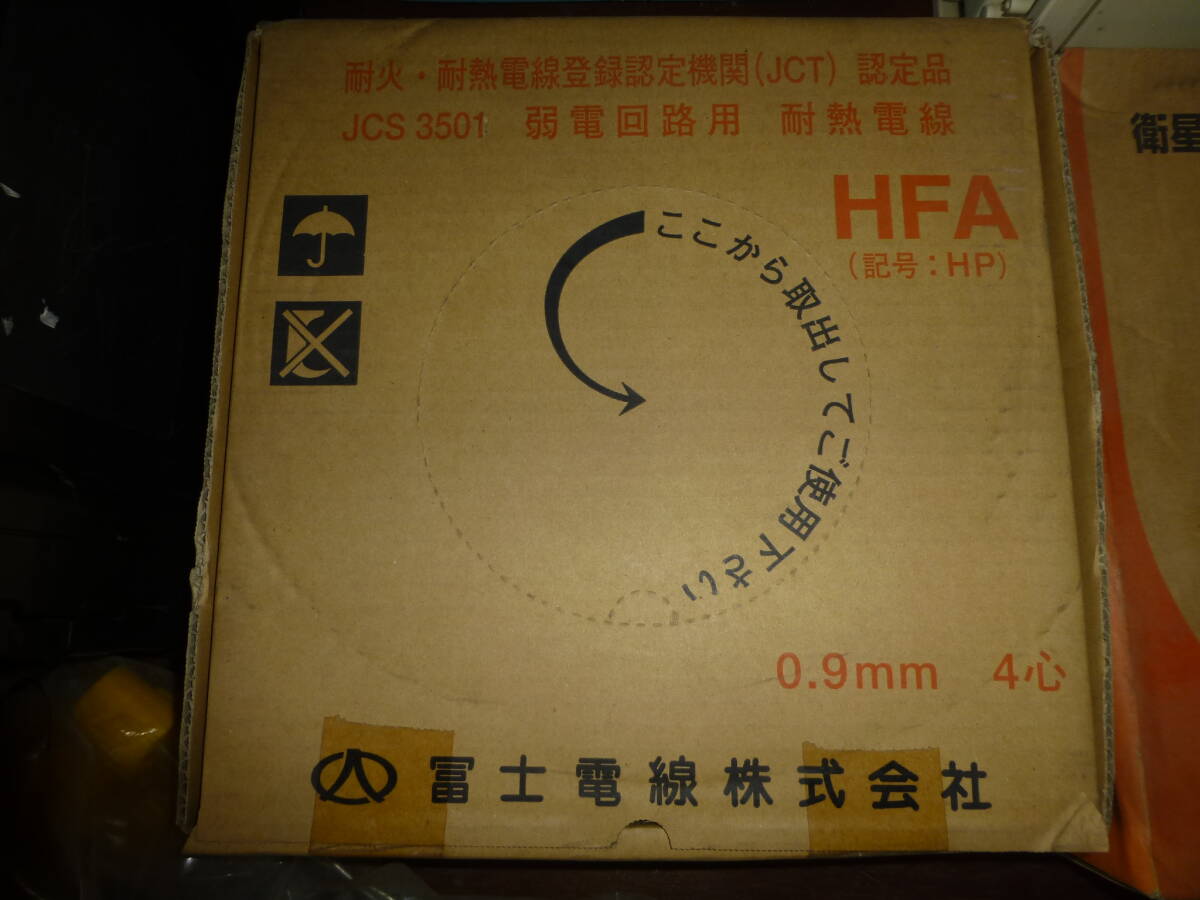 耐火・耐熱電線登録認定機関(JCT) 認定品
JCS 3501 弱電回路用 耐熱電線
HFA
(記号:HP)
ここから取出してご使用下さい
0.9mm 4心
冨士電線株式会社
衛星